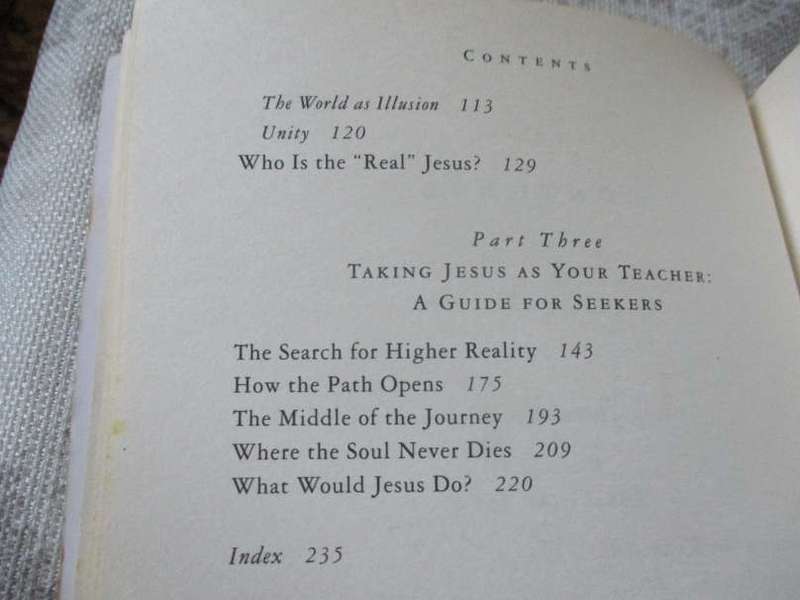 CONTENTS
The World as Illusion 113
Unity 120
Who Is the “Real” Jesus? 129
Part Three
TAKING JESUS AS YOUR TEACHER:
A GUIDE FOR SEEKERS
The Search for Higher Reality 143
How the Path Opens 175
The Middle of the Journey 193
Where the Soul Never Dies 209
What Would Jesus Do? 220
Index 235